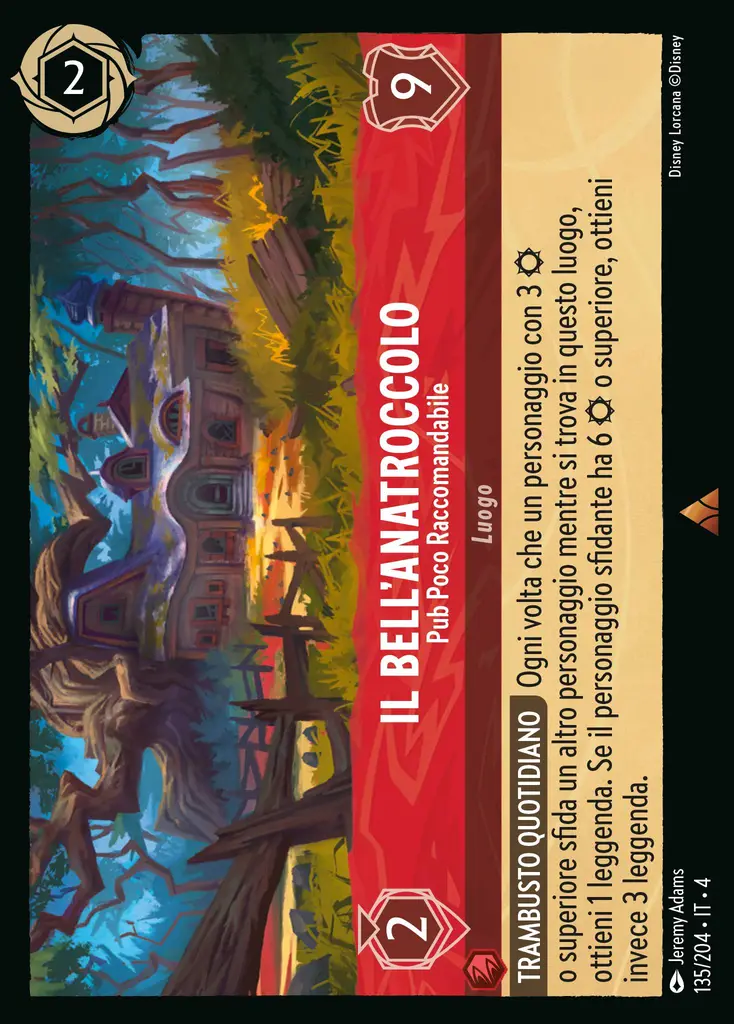 2
9
IL BELL'ANATROCCOLO
Pub Poco Raccomandabile
2
Luogo
TRAMBUSTO QUOTIDIANO Ogni volta che un personaggio con 3
o superiore sfida un altro personaggio mentre si trova in questo luogo,
ottieni 1 leggenda. Se il personaggio sfidante ha 6 o superiore, ottieni
invece 3 leggenda.
Jeremy Adams
135/204 • IT • 4
Disney Lorcana ©Disney